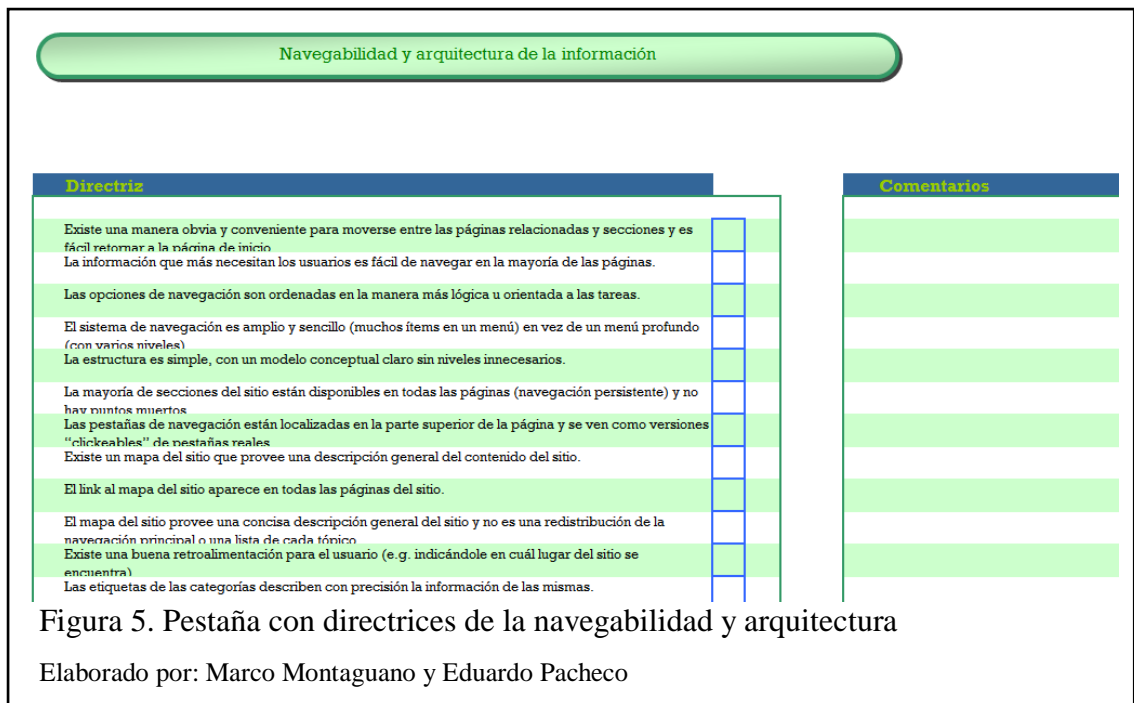 Navegabilidad y arquitectura de la información
Directriz
Comentarios
Existe una manera obvia y conveniente para moverse entre las páginas relacionadas y secciones y es
fácil retornar a la página de inicio
La información que más necesitan los usuarios es fácil de navegar en la mayoría de las páginas.
Las opciones de navegación son ordenadas en la manera más lógica u orientada a las tareas.
El sistema de navegación es amplio y sencillo (muchos ítems en un menú) en vez de un menú profundo
(con varios niveles)
La estructura es simple, con un modelo conceptual claro sin niveles innecesarios.
La mayoría de secciones del sitio están disponibles en todas las páginas (navegación persistente) y no
hay puntos muertos
Las pestañas de navegación están localizadas en la parte superior de la página y se ven como versiones
“clickeables” de pestañas reales
Existe un mapa del sitio que provee una descripción general del contenido del sitio.
El link al mapa del sitio aparece en todas las páginas del sitio.
El mapa del sitio provee una concisa descripción general del sitio y no es una redistribución de la
navegación principal o una lista de cada tópico
Existe una buena retroalimentación para el usuario (e.g. indicándole en cuál lugar del sitio se
encuentra)
Las etiquetas de las categorías describen con precisión la información de las mismas.
Figura 5. Pestaña con directrices de la navegabilidad y arquitectura
Elaborado por: Marco Montaguano y Eduardo Pacheco